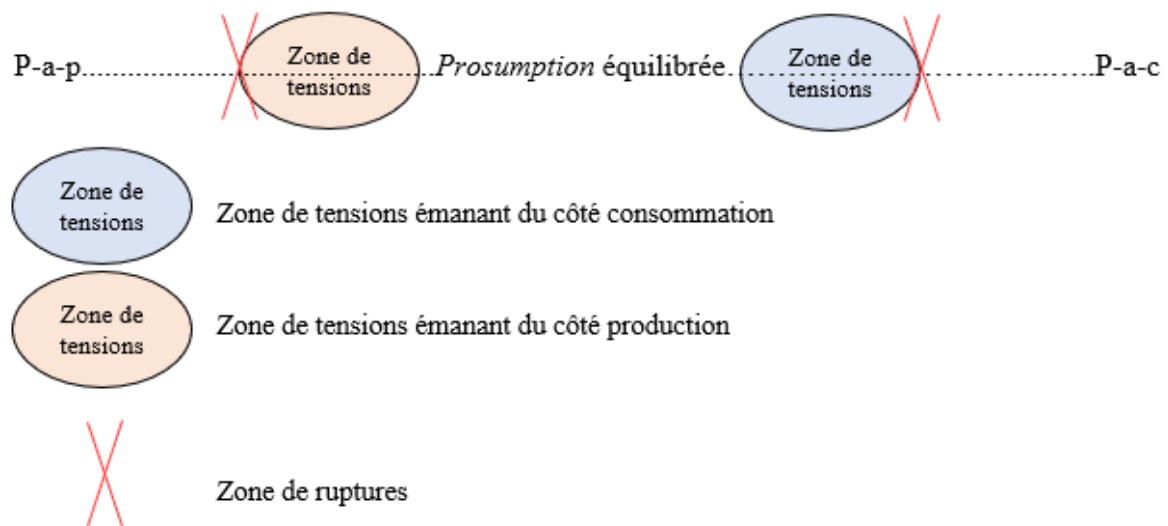 P-a-p
Zone de
tensions
Prosumption équilibrée
Zone de
tensions
P-a-c
Zone de
tensions
Zone de tensions émanant du côté consommation
Zone de
tensions
Zone de tensions émanant du côté production
Zone de ruptures